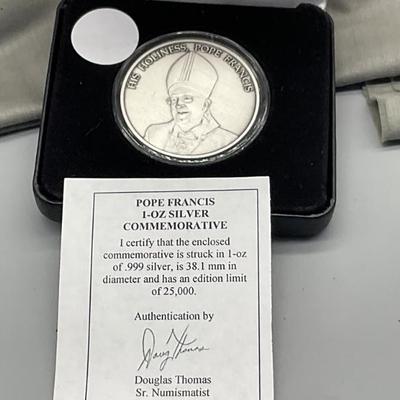 HIS HOLINESS, POPE FRANCIS
POPE FRANCIS
1-OZ SILVER
COMMEMORATIVE
I certify that the enclosed
commemorative is struck in 1-oz
of .999 silver, is 38.1 mm in
diameter and has an edition limit
of 25,000.
Authentication by
Doug Thomas
Douglas Thomas
Sr. Numismatist